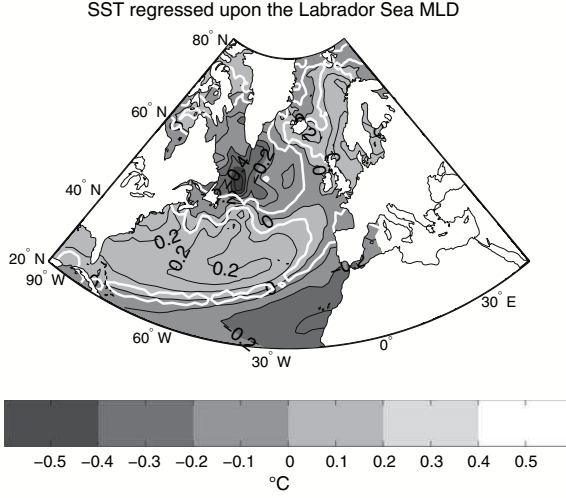 SST regressed upon the Labrador Sea MLD
80° N
60° N
40° N
20° N
90° W
60° W
30° W
0°
30° E
0.2
0
0.2
0.2
0.2
−0.2
−0.5 −0.4 −0.3 −0.2 −0.1 0 0.1 0.2 0.3 0.4 0.5
°C